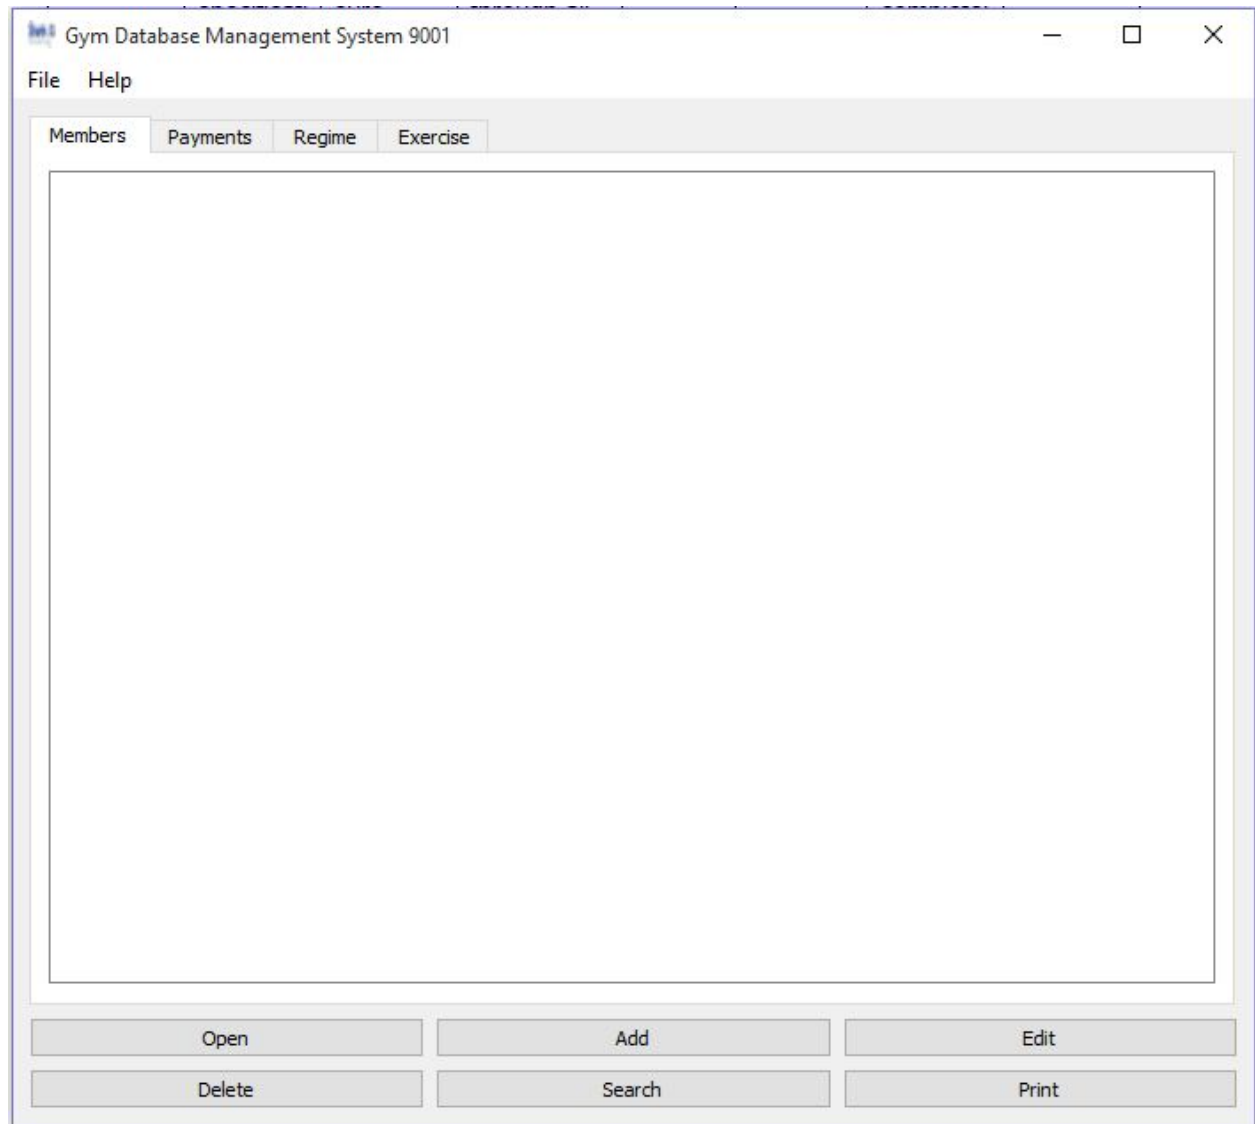 Gym Database Management System 9001
File Help
Members Payments Regime Exercise
Open Add Edit
Delete Search Print